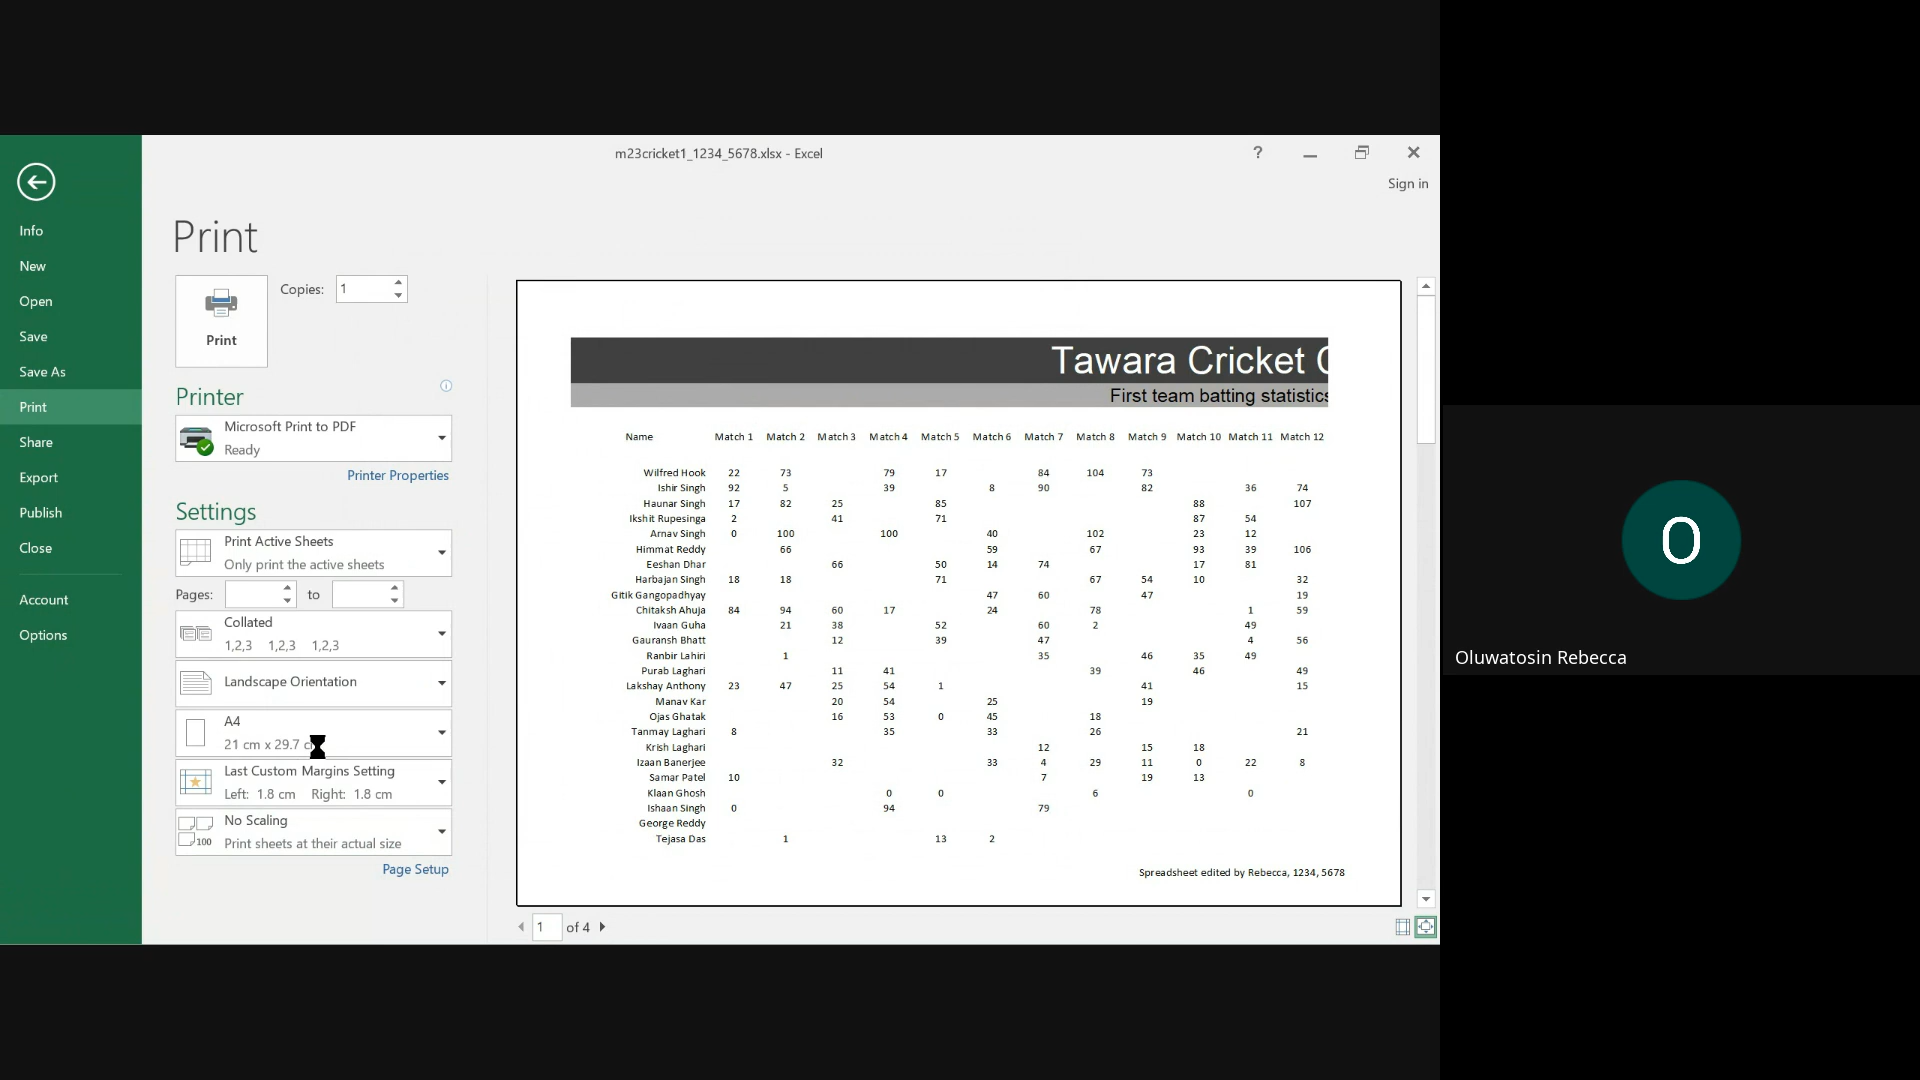 m23cricket1_1234_5678.xlsx - Excel
?
Sign in
Info
New
Open
Save
Save As
Print
Share
Export
Publish
Close
Account
Options
Print
Print
Copies: 1
Printer
Microsoft Print to PDF
Ready
Printer Properties
Settings
Print Active Sheets
Only print the active sheets
Pages: to
Collated
1,2,3 1,2,3 1,2,3
Landscape Orientation
A4
21 cm x 29.7 c
Last Custom Margins Setting
Left: 1.8 cm Right: 1.8 cm
No Scaling
100
Print sheets at their actual size
Page Setup
Tawara Cricket C
First team batting statistics
Name Match 1 Match 2 Match 3 Match 4 Match 5 Match 6 Match 7 Match 8 Match 9 Match 10 Match 11 Match 12
Wilfred Hook 22 73 79 17 84 104 73
Ishir Singh 92 5 39 8 90 82 36 74
Haunar Singh 17 82 25 85 88 107
Ikshit Rupesinga 2 41 71 87 54
Arnav Singh 0 100 100 40 102 23 12
Himmat Reddy 66 59 67 93 39 106
Eeshan Dhar 66 50 14 74 17 81
Harbajan Singh 18 18 71 67 54 10 32
Gitik Gangopadhyay 47 60 47 19
Chitaksh Ahuja 84 94 60 17 24 78 1 59
Ivaan Guha 21 38 52 60 2 49
Gauransh Bhatt 12 39 47 4 56
Ranbir Lahiri 1 35 46 35 49
Purab Laghari 11 41 39 46 49
Lakshay Anthony 23 47 25 54 1 41 15
Manav Kar 20 54 25 19
Ojas Ghatak 16 53 0 45 18
Tanmay Laghari 8 35 33 26 21
Krish Laghari 12 15 18
Izaan Banerjee 32 33 4 29 11 0 22 8
Samar Patel 10 7 19 13
Klaan Ghosh 0 0 6 0
Ishaan Singh 0 94 79
George Reddy
Tejasa Das 1 13 2
Spreadsheet edited by Rebecca, 1234, 5678
1 of 4
O
Oluwatosin Rebecca